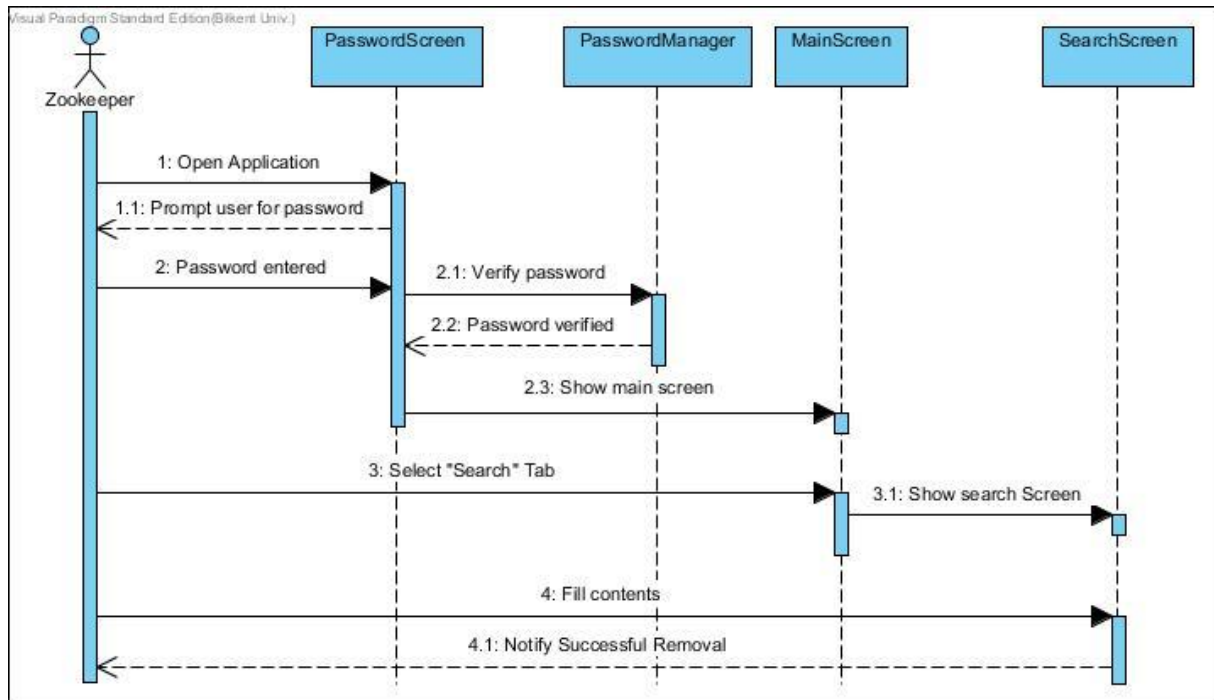 Visual Paradigm Standard Edition(Bilkent Univ.)
PasswordScreen
PasswordManager
MainScreen
SearchScreen
Zookeeper
1: Open Application
1.1: Prompt user for password
2: Password entered
2.1: Verify password
2.2: Password verified
2.3: Show main screen
3: Select "Search" Tab
3.1: Show search Screen
4: Fill contents
4.1: Notify Successful Removal